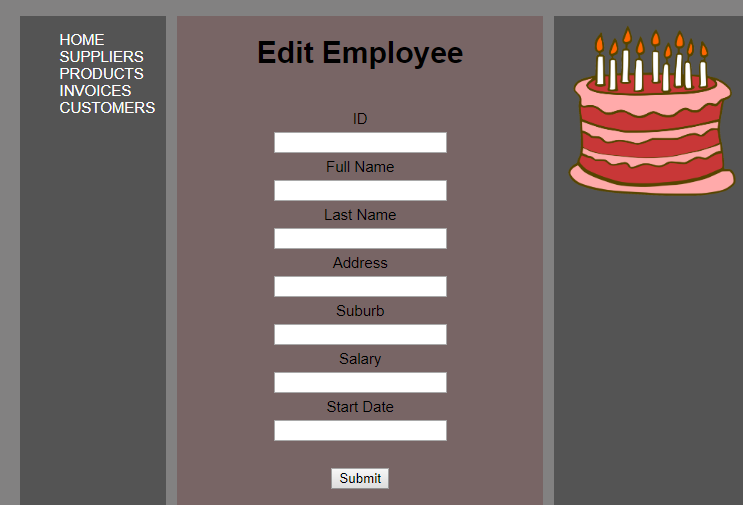 HOME
SUPPLIERS
PRODUCTS
INVOICES
CUSTOMERS
Edit Employee
ID
Full Name
Last Name
Address
Suburb
Salary
Start Date
Submit